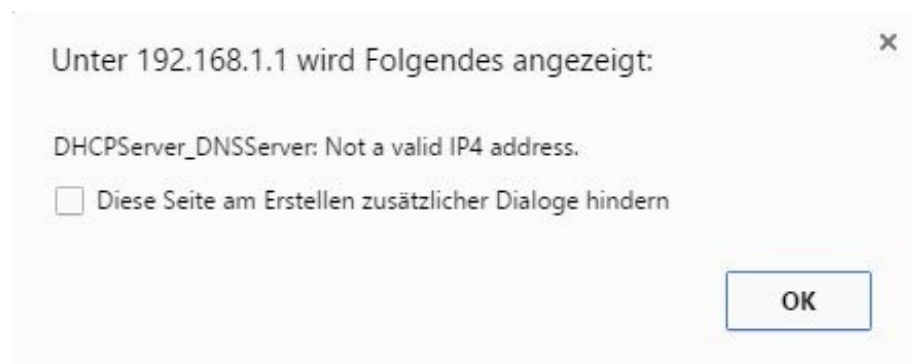 Unter 192.168.1.1 wird Folgendes angezeigt:
DHCPServer_DNSServer: Not a valid IP4 address.
Diese Seite am Erstellen zusätzlicher Dialoge hindern
OK